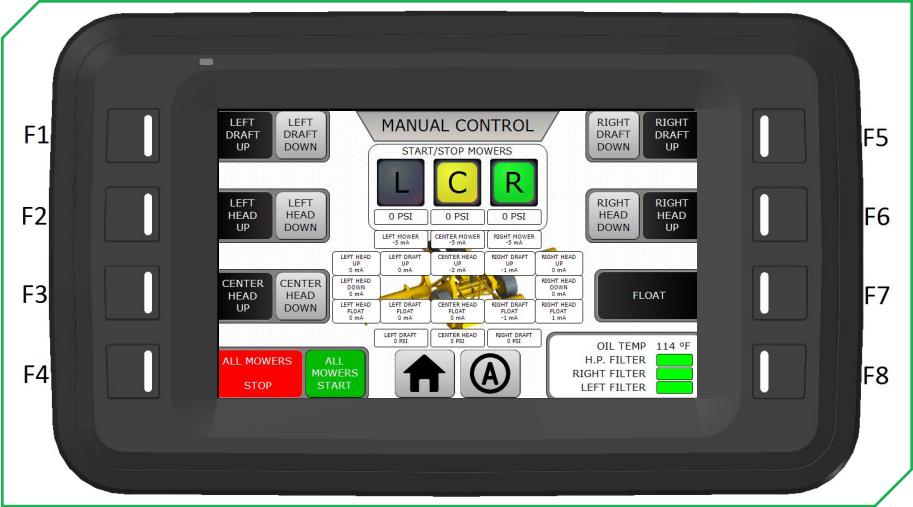 F1
F2
F3
F4
LEFT
DRAFT
UP
LEFT
DRAFT
DOWN
LEFT
HEAD
UP
LEFT
HEAD
DOWN
CENTER
HEAD
UP
CENTER
HEAD
DOWN
ALL MOWERS
STOP
ALL
MOWERS
START
MANUAL CONTROL
START/STOP MOWERS
L C R
0 PSI 0 PSI 0 PSI
LEFT MOWER
-5 mA
CENTER MOWER
-5 mA
RIGHT MOWER
-5 mA
LEFT HEAD
UP
0 mA
LEFT DRAFT
UP
0 mA
CENTER HEAD
UP
-2 mA
RIGHT DRAFT
UP
-1 mA
RIGHT HEAD
UP
0 mA
LEFT HEAD
DOWN
0 mA
RIGHT HEAD
DOWN
0 mA
LEFT HEAD
FLOAT
0 mA
LEFT DRAFT
FLOAT
0 mA
CENTER HEAD
FLOAT
0 mA
RIGHT DRAFT
FLOAT
-1 mA
RIGHT HEAD
FLOAT
1 mA
LEFT DRAFT
0 PSI
CENTER HEAD
0 PSI
RIGHT DRAFT
0 PSI
A
RIGHT
DRAFT
DOWN
RIGHT
DRAFT
UP
RIGHT
HEAD
DOWN
RIGHT
HEAD
UP
FLOAT
OIL TEMP 114 ºF
H.P. FILTER
RIGHT FILTER
LEFT FILTER
F5
F6
F7
F8